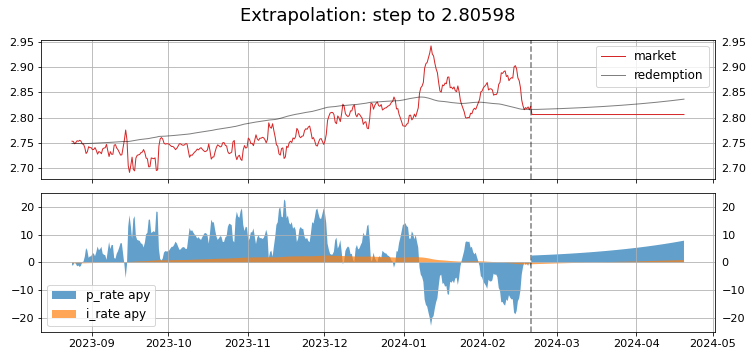 Extrapolation: step to 2.80598
2.95 2.95
market
redemption
2.90 2.90
2.85 2.85
2.80 2.80
2.75 2.75
2.70 2.70
20 20
10 10
0 0
−10 −10
p_rate apy
i_rate apy
−20 −20
2023-09 2023-10 2023-11 2023-12 2024-01 2024-02 2024-03 2024-04 2024-05